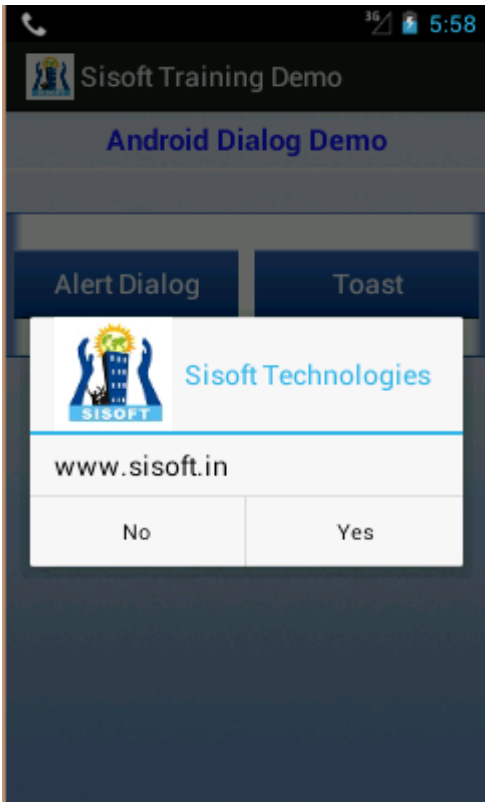 3G 5:58
Sisoft Training Demo
Android Dialog Demo
Alert Dialog Toast
SISOFT
Sisoft Technologies
www.sisoft.in
No Yes